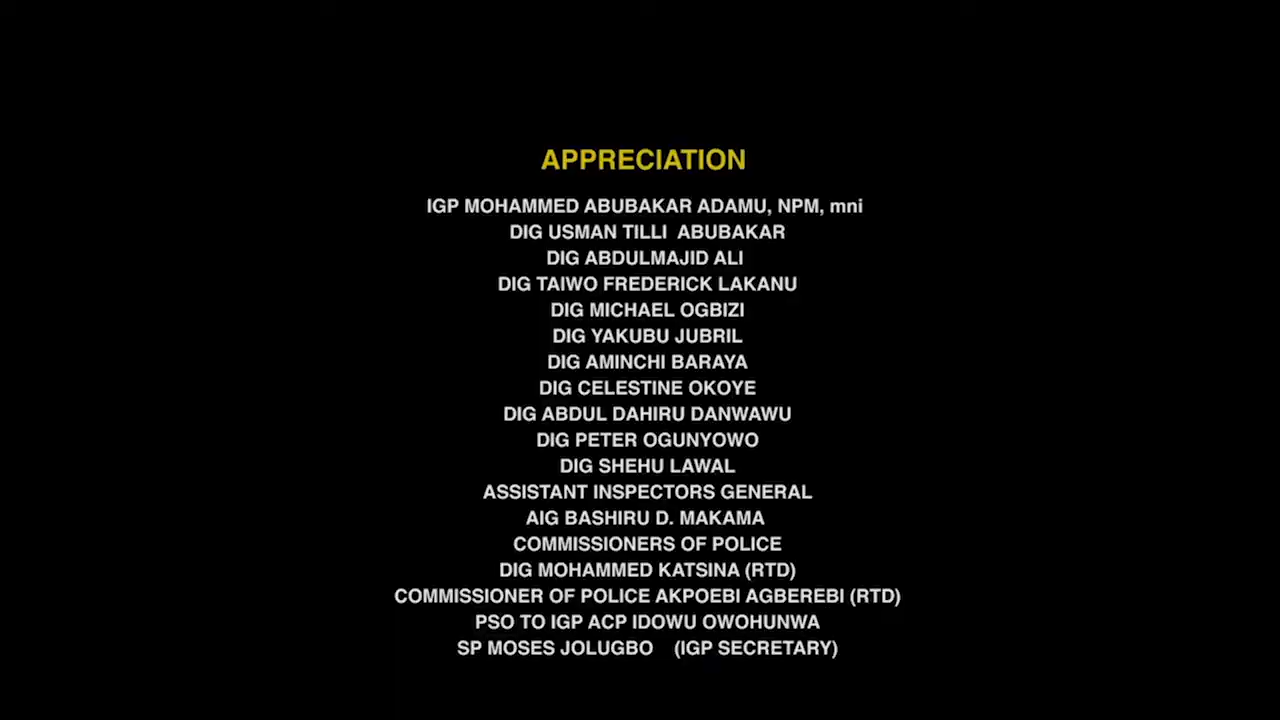 APPRECIATION
IGP MOHAMMED ABUBAKAR ADAMU, NPM, mni
DIG USMAN TILLI ABUBAKAR
DIG ABDULMAJID ALI
DIG TAIWO FREDERICK LAKANU
DIG MICHAEL OGBIZI
DIG YAKUBU JUBRIL
DIG AMINCHI BARAYA
DIG CELESTINE OKOYE
DIG ABDUL DAHIRU DANWAWU
DIG PETER OGUNYOWO
DIG SHEHU LAWAL
ASSISTANT INSPECTORS GENERAL
AIG BASHIRU D. MAKAMA
COMMISSIONERS OF POLICE
DIG MOHAMMED KATSINA (RTD)
COMMISSIONER OF POLICE AKPOEBI AGBEREBI (RTD)
PSO TO IGP ACP IDOWU OWOHUNWA
SP MOSES JOLUGBO (IGP SECRETARY)